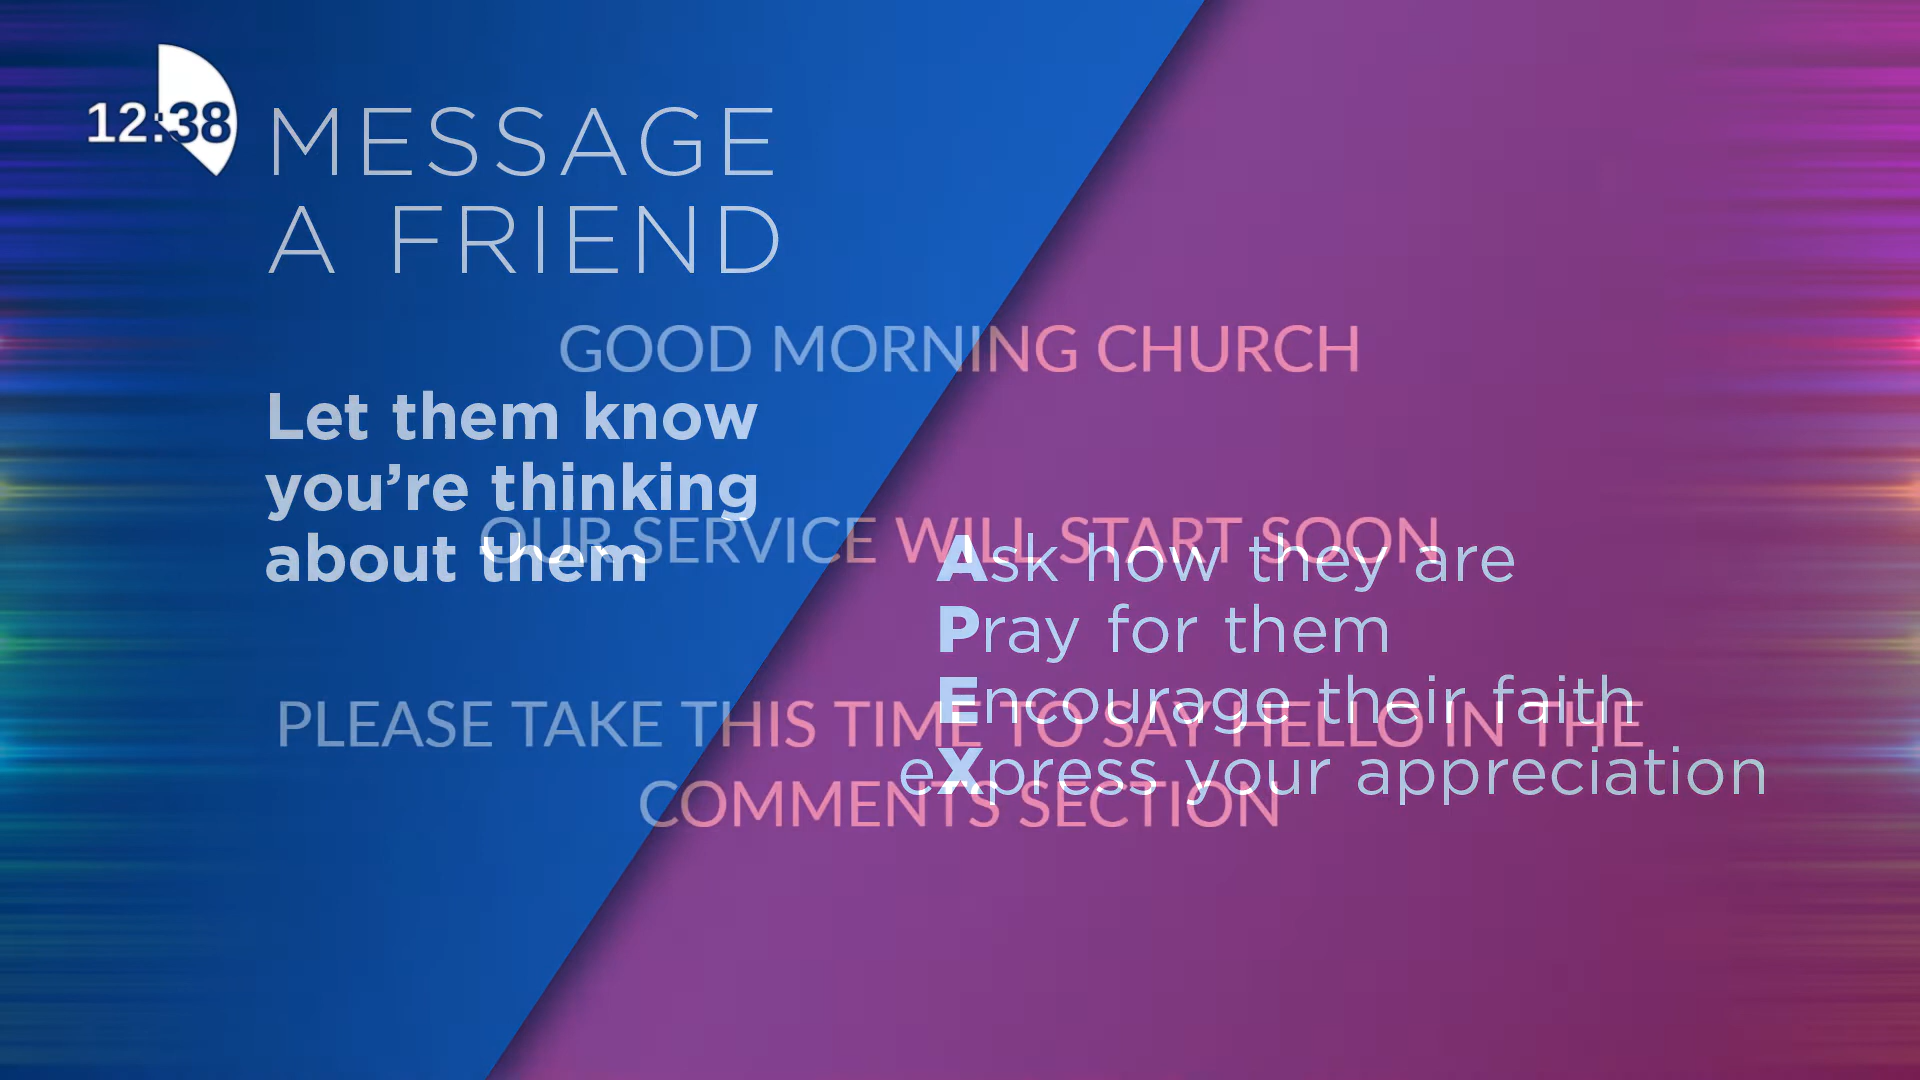 12:38
MESSAGE
A FRIEND
Let them know
you're thinking
about them
Ask how they are
Pray for them
Encourage their faith
eXpress your appreciation
GOOD MORNING CHURCH
OUR SERVICE WILL START SOON
PLEASE TAKE THIS TIME TO SAY HELLO IN THE
COMMENTS SECTION